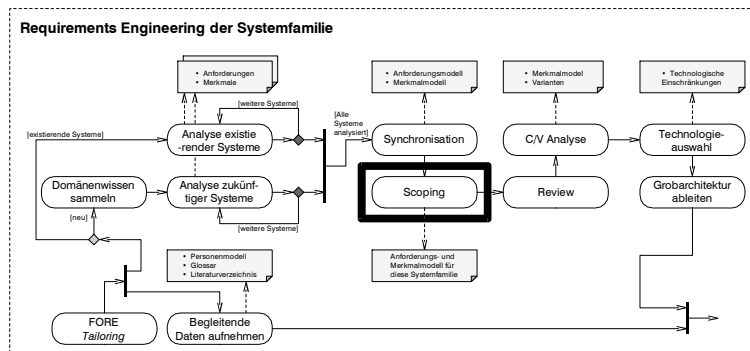 Requirements Engineering der Systemfamilie
• Anforderungen
• Merkmale
• Anforderungsmodell
• Merkmalmodell
• Merkmalmodel
• Varianten
• Technologische
Einschränkungen
[weitere Systeme]
[Alle
Systeme
analysiert]
[existierende Systeme]
Analyse existie
-render Systeme
Synchronisation
C/V Analyse
Technologie-
auswahl
Domänenwissen
sammeln
Analyse zukünf-
tiger Systeme
Scoping
Review
Grobarchitektur
ableiten
[neu]
[weitere Systeme]
• Personenmodell
• Glossar
• Literaturverzeichnis
Anforderungs- und
Merkmalmodell für
diese Systemfamilie
FORE
Tailoring
Begleitende
Daten aufnehmen